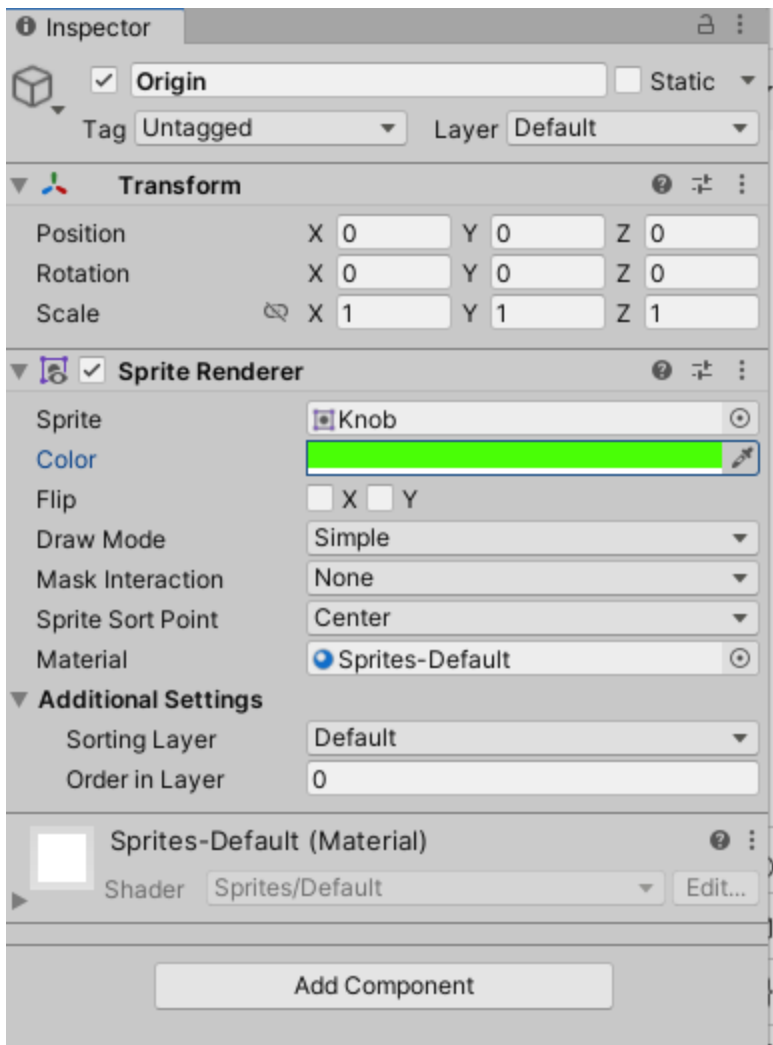 Inspector
Origin Static
Tag Untagged Layer Default
Transform
Position X 0 Y 0 Z 0
Rotation X 0 Y 0 Z 0
Scale X 1 Y 1 Z 1
Sprite Renderer
Sprite Knob
Color
Flip X Y
Draw Mode Simple
Mask Interaction None
Sprite Sort Point Center
Material Sprites-Default
Additional Settings
Sorting Layer Default
Order in Layer 0
Sprites-Default (Material)
Shader Sprites/Default Edit...
Add Component